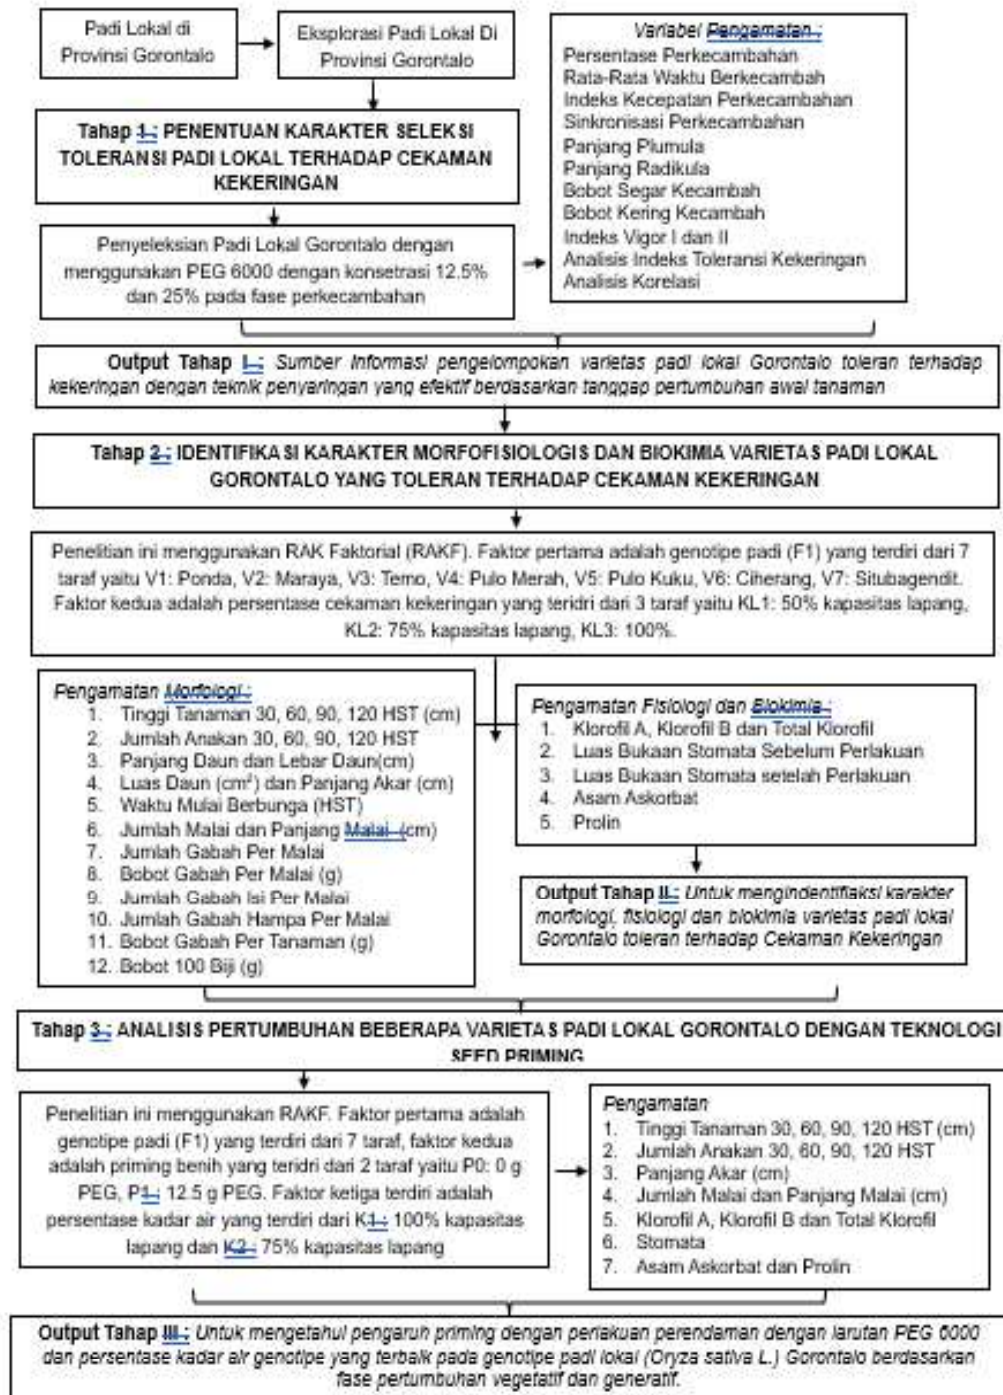 Padi Lokal di
Provinsi Gorontalo
Eksplorasi Padi Lokal Di
Provinsi Gorontalo
Tahap 1.: PENENTUAN KARAKTER SELEKSI
TOLERANSI PADI LOKAL TERHADAP CEKAMAN
KEKERINGAN
Penyeleksian Padi Lokal Gorontalo dengan
menggunakan PEG 6000 dengan konsetrasi 12.5%
dan 25% pada fase perkecambahan
Variabel Pengamatan :
Persentase Perkecambahan
Rata-Rata Waktu Berkecambah
Indeks Kecepatan Perkecambahan
Sinkronisasi Perkecambahan
Panjang Plumula
Panjang Radikula
Bobot Segar Kecambah
Bobot Kering Kecambah
Indeks Vigor I dan II
Analisis Indeks Toleransi Kekeringan
Analisis Korelasi
Output Tahap I : Sumber Informasi pengelompokan varietas padi lokal Gorontalo toleran terhadap
kekeringan dengan teknik penyaringan yang efektif berdasarkan tanggap pertumbuhan awal tanaman
Tahap 2 : IDENTIFIKASI KARAKTER MORFOFISIOLOGIS DAN BIOKIMIA VARIETAS PADI LOKAL
GORONTALO YANG TOLERAN TERHADAP CEKAMAN KEKERINGAN
Penelitian ini menggunakan RAK Faktorial (RAKF). Faktor pertama adalah genotipe padi (F1) yang terdiri dari 7
taraf yaitu V1: Ponda, V2: Maraya, V3: Temo, V4: Pulo Merah, V5: Pulo Kuku, V6: Ciherang, V7: Situbagendit.
Faktor kedua adalah persentase cekaman kekeringan yang teridri dari 3 taraf yaitu KL1: 50% kapasitas lapang,
KL2: 75% kapasitas lapang, KL3: 100%.
Pengamatan Morfologi :
1. Tinggi Tanaman 30, 60, 90, 120 HST (cm)
2. Jumlah Anakan 30, 60, 90, 120 HST
3. Panjang Daun dan Lebar Daun(cm)
4. Luas Daun (cm²) dan Panjang Akar (cm)
5. Waktu Mulai Berbunga (HST)
6. Jumlah Malai dan Panjang Malai (cm)
7. Jumlah Gabah Per Malai
8. Bobot Gabah Per Malai (g)
9. Jumlah Gabah Isi Per Malai
10. Jumlah Gabah Hampa Per Malai
11. Bobot Gabah Per Tanaman (g)
12. Bobot 100 Biji (g)
Pengamatan Fisiologi dan Biokimia :
1. Klorofil A, Klorofil B dan Total Klorofil
2. Luas Bukaan Stomata Sebelum Perlakuan
3. Luas Bukaan Stomata setelah Perlakuan
4. Asam Askorbat
5. Prolin
Output Tahap II : Untuk mengindentifiaksi karakter
morfologi, fisiologi dan biokimia varietas padi lokal
Gorontalo toleran terhadap Cekaman Kekeringan
Tahap 3 : ANALISIS PERTUMBUHAN BEBERAPA VARIETAS PADI LOKAL GORONTALO DENGAN TEKNOLOGI
SEED PRIMING
Penelitian ini menggunakan RAKF. Faktor pertama adalah
genotipe padi (F1) yang terdiri dari 7 taraf, faktor kedua
adalah priming benih yang teridri dari 2 taraf yaitu P0: 0 g
PEG, P1 : 12.5 g PEG. Faktor ketiga terdiri adalah
persentase kadar air yang terdiri dari K1 : 100% kapasitas
lapang dan K2 : 75% kapasitas lapang
Pengamatan
1. Tinggi Tanaman 30, 60, 90, 120 HST (cm)
2. Jumlah Anakan 30, 60, 90, 120 HST
3. Panjang Akar (cm)
4. Jumlah Malai dan Panjang Malai (cm)
5. Klorofil A, Klorofil B dan Total Klorofil
6. Stomata
7. Asam Askorbat dan Prolin
Output Tahap III : Untuk mengetahui pengaruh priming dengan perlakuan perendaman dengan larutan PEG 6000
dan persentase kadar air genotipe yang terbaik pada genotipe padi lokal (Oryza sativa L.) Gorontalo berdasarkan
fase pertumbuhan vegetatif dan generatif.